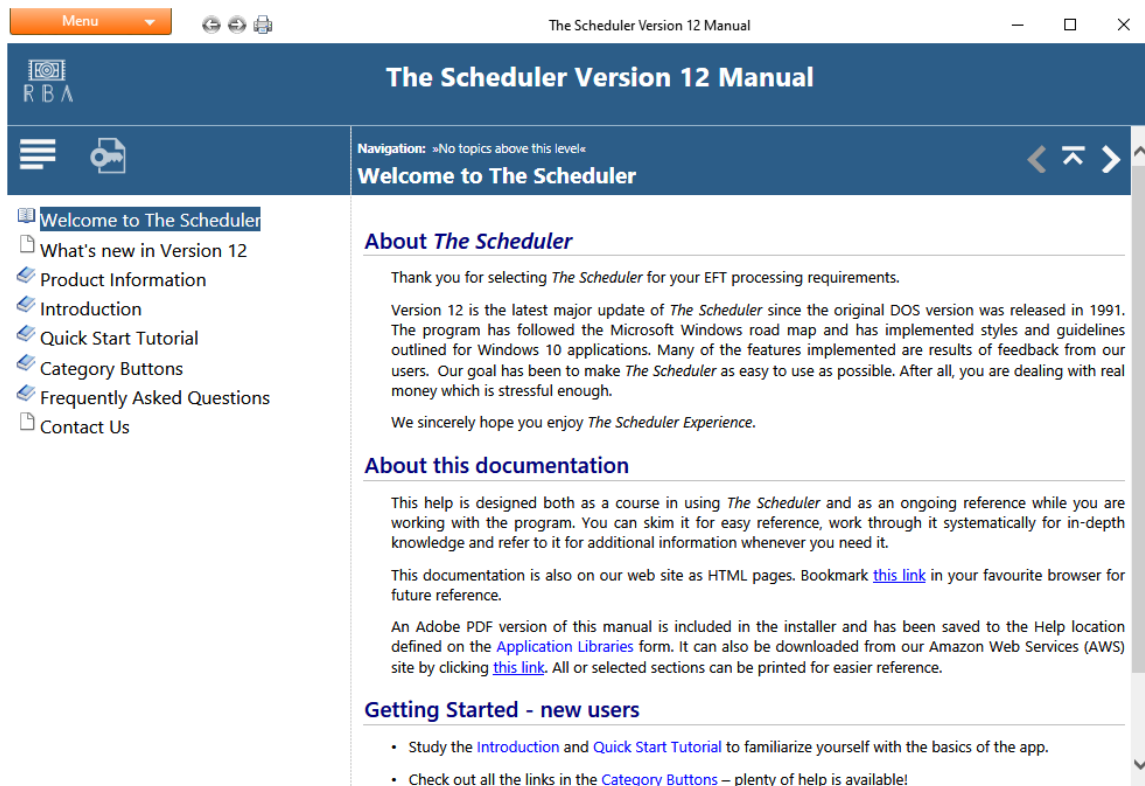 Menu
The Scheduler Version 12 Manual
RBA
The Scheduler Version 12 Manual
Navigation: »No topics above this level«
Welcome to The Scheduler
Welcome to The Scheduler
What's new in Version 12
Product Information
Introduction
Quick Start Tutorial
Category Buttons
Frequently Asked Questions
Contact Us
About The Scheduler
Thank you for selecting The Scheduler for your EFT processing requirements.
Version 12 is the latest major update of The Scheduler since the original DOS version was released in 1991.
The program has followed the Microsoft Windows road map and has implemented styles and guidelines
outlined for Windows 10 applications. Many of the features implemented are results of feedback from our
users. Our goal has been to make The Scheduler as easy to use as possible. After all, you are dealing with real
money which is stressful enough.
We sincerely hope you enjoy The Scheduler Experience.
About this documentation
This help is designed both as a course in using The Scheduler and as an ongoing reference while you are
working with the program. You can skim it for easy reference, work through it systematically for in-depth
knowledge and refer to it for additional information whenever you need it.
This documentation is also on our web site as HTML pages. Bookmark this link in your favourite browser for
future reference.
An Adobe PDF version of this manual is included in the installer and has been saved to the Help location
defined on the Application Libraries form. It can also be downloaded from our Amazon Web Services (AWS)
site by clicking this link. All or selected sections can be printed for easier reference.
Getting Started - new users
• Study the Introduction and Quick Start Tutorial to familiarize yourself with the basics of the app.
• Check out all the links in the Category Buttons – plenty of help is available!